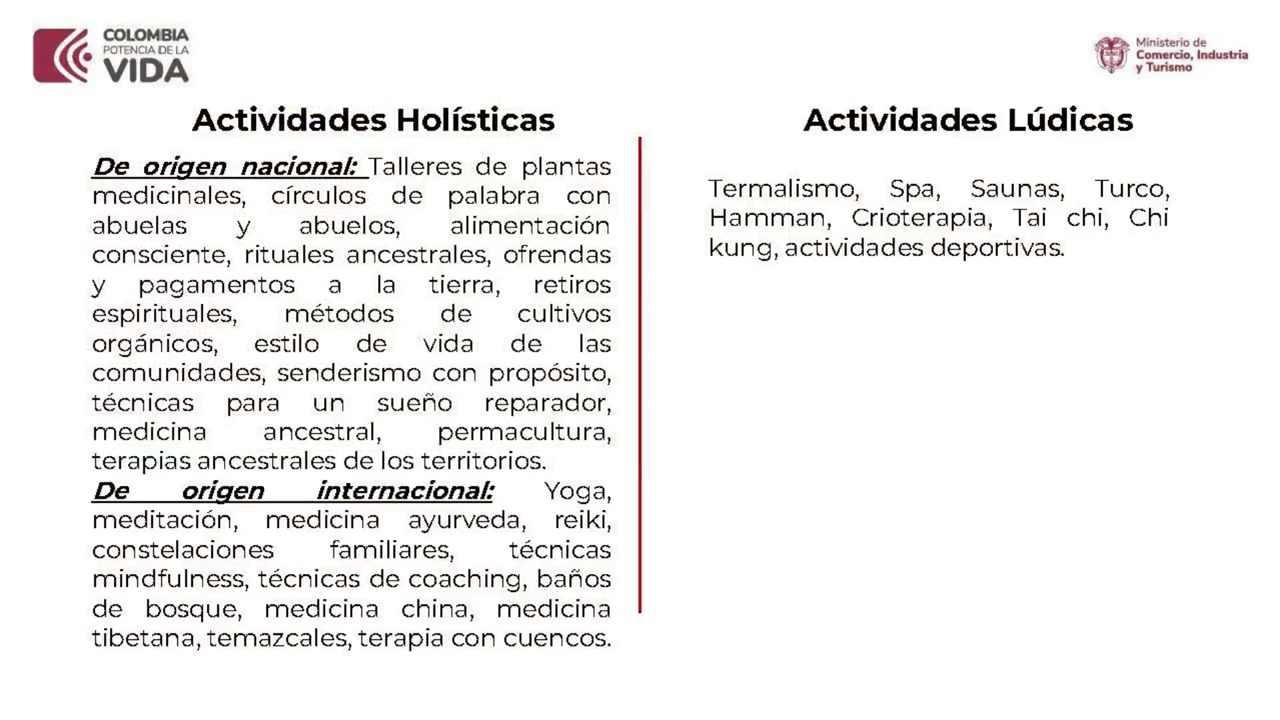 COLOMBIA
POTENCIA DE LA
VIDA
Ministerio de
Comercio, Industria
y Turismo
Actividades Holísticas
De origen nacional: Talleres de plantas
medicinales, círculos de palabra con
abuelas y abuelos, alimentación
consciente, rituales ancestrales, ofrendas
y pagamentos a la tierra, retiros
espirituales, métodos de cultivos
orgánicos, estilo de vida de las
comunidades, senderismo con propósito,
técnicas para un sueño reparador,
medicina ancestral, permacultura,
terapias ancestrales de los territorios.
De origen internacional: Yoga,
meditación, medicina ayurveda, reiki,
constelaciones familiares, técnicas
mindfulness, técnicas de coaching, baños
de bosque, medicina china, medicina
tibetana, temazcales, terapia con cuencos.
Actividades Lúdicas
Termalismo, Spa, Saunas, Turco,
Hamman, Crioterapia, Tai chi, Chi
kung, actividades deportivas.